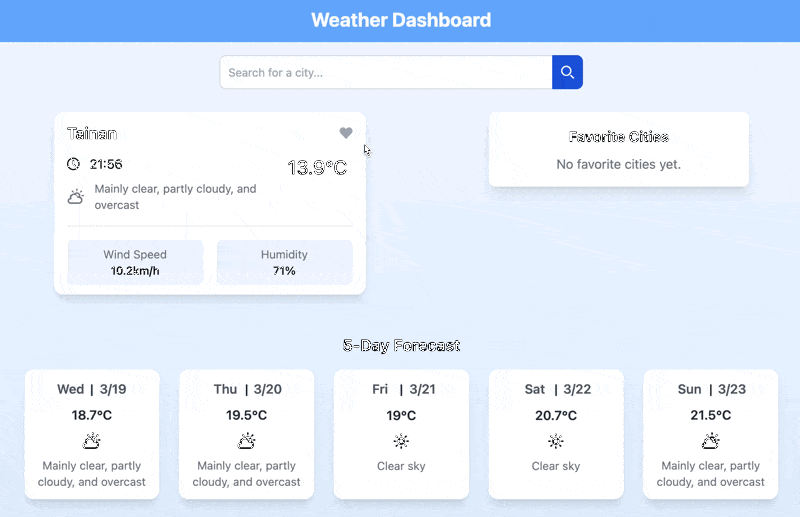 Weather Dashboard
Search for a city...
Tainan
21:56
13.9°C
Mainly clear, partly cloudy, and
overcast
Wind Speed
10.2km/h
Humidity
71%
Favorite Cities
No favorite cities yet.
5-Day Forecast
Wed | 3/19
18.7°C
Mainly clear, partly
cloudy, and overcast
Thu | 3/20
19.5°C
Mainly clear, partly
cloudy, and overcast
Fri | 3/21
19°C
Clear sky
Sat | 3/22
20.7°C
Clear sky
Sun | 3/23
21.5°C
Mainly clear, partly
cloudy, and overcast